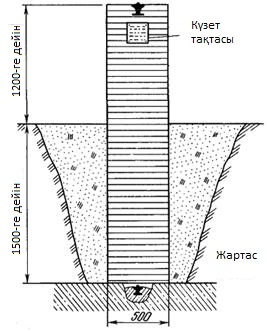 Күзет
тақтасы
1200-ге дейін
1500-ге дейін
Жартас
500